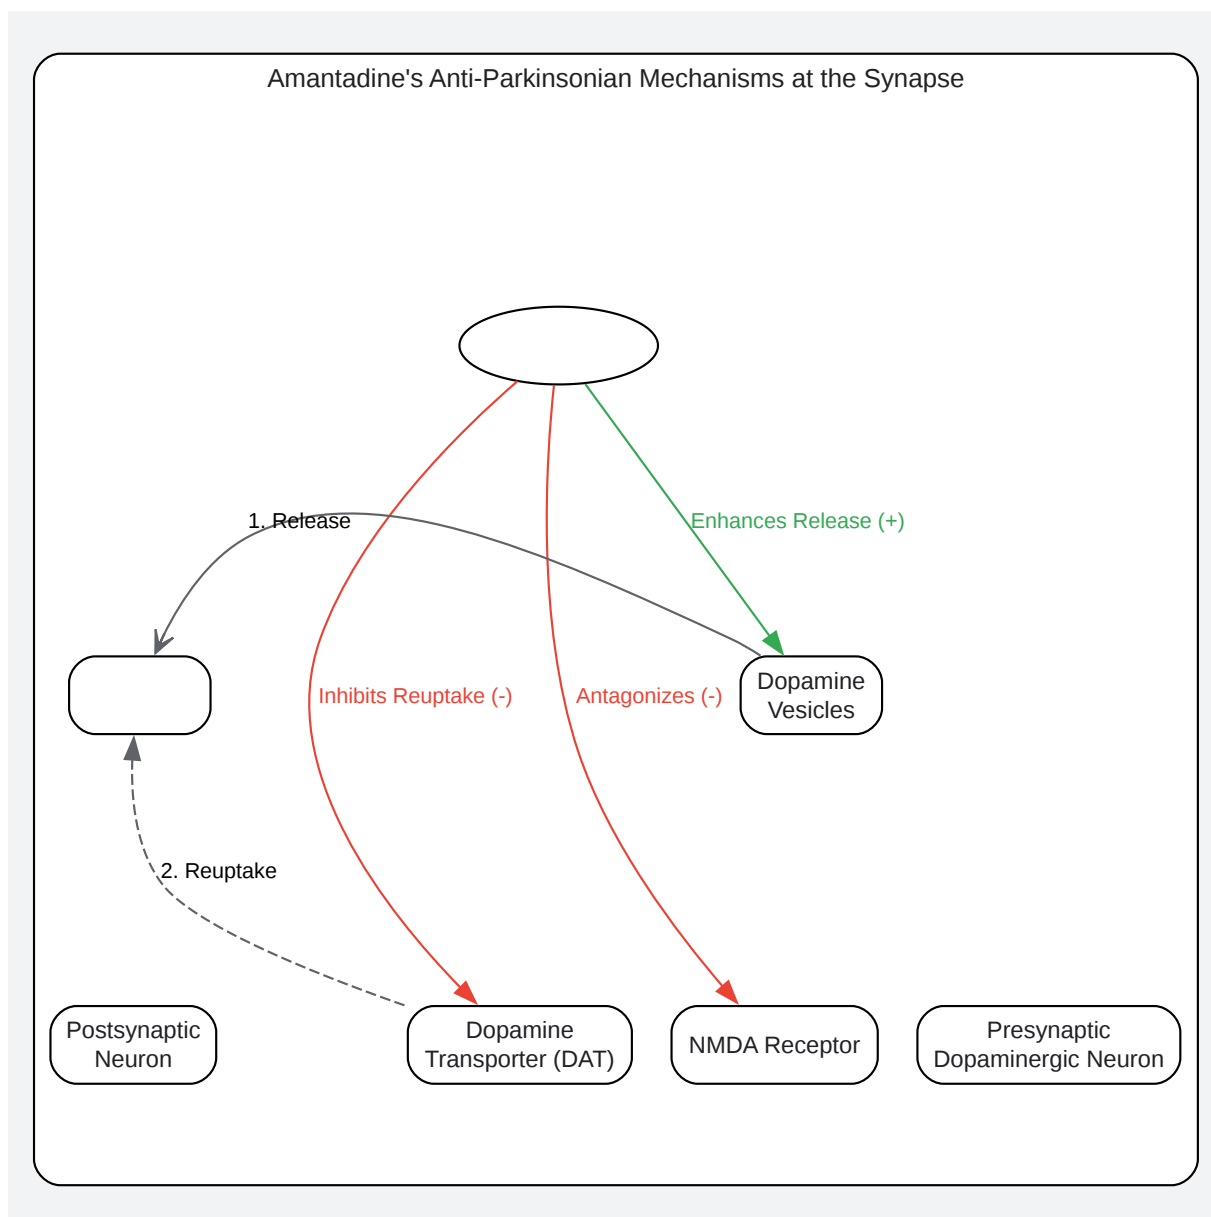 Amantadine's Anti-Parkinsonian Mechanisms at the Synapse
1. Release
Enhances Release (+)
Inhibits Reuptake (-)
Antagonizes (-)
Dopamine
Vesicles
2. Reuptake
Postsynaptic
Neuron
Dopamine
Transporter (DAT)
NMDA Receptor
Presynaptic
Dopaminergic Neuron